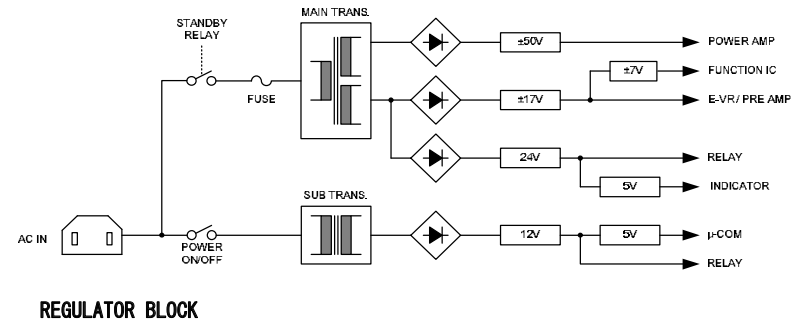 MAIN TRANS.
STANDBY
RELAY
±50V
POWER AMP
±7V
FUNCTION IC
FUSE
±17V
E-VR/ PRE AMP
24V
RELAY
5V
INDICATOR
SUB TRANS.
AC IN
POWER
ON/OFF
12V
5V
μ-COM
RELAY
REGULATOR BLOCK